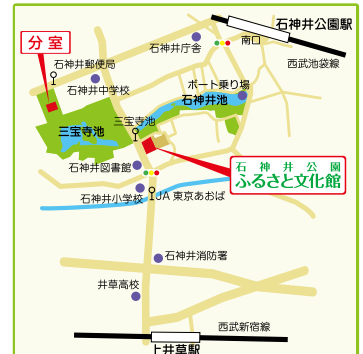 石神井公園駅
南口
西武池袋線
石神井庁舎
分室
石神井郵便局
石神井中学校
ボート乗り場
石神井池
三宝寺池
三宝寺池
石神井図書館
石神井公園
ふるさと文化館
石神井小学校
JA 東京あおば
石神井消防署
井草高校
西武新宿線
上井草駅